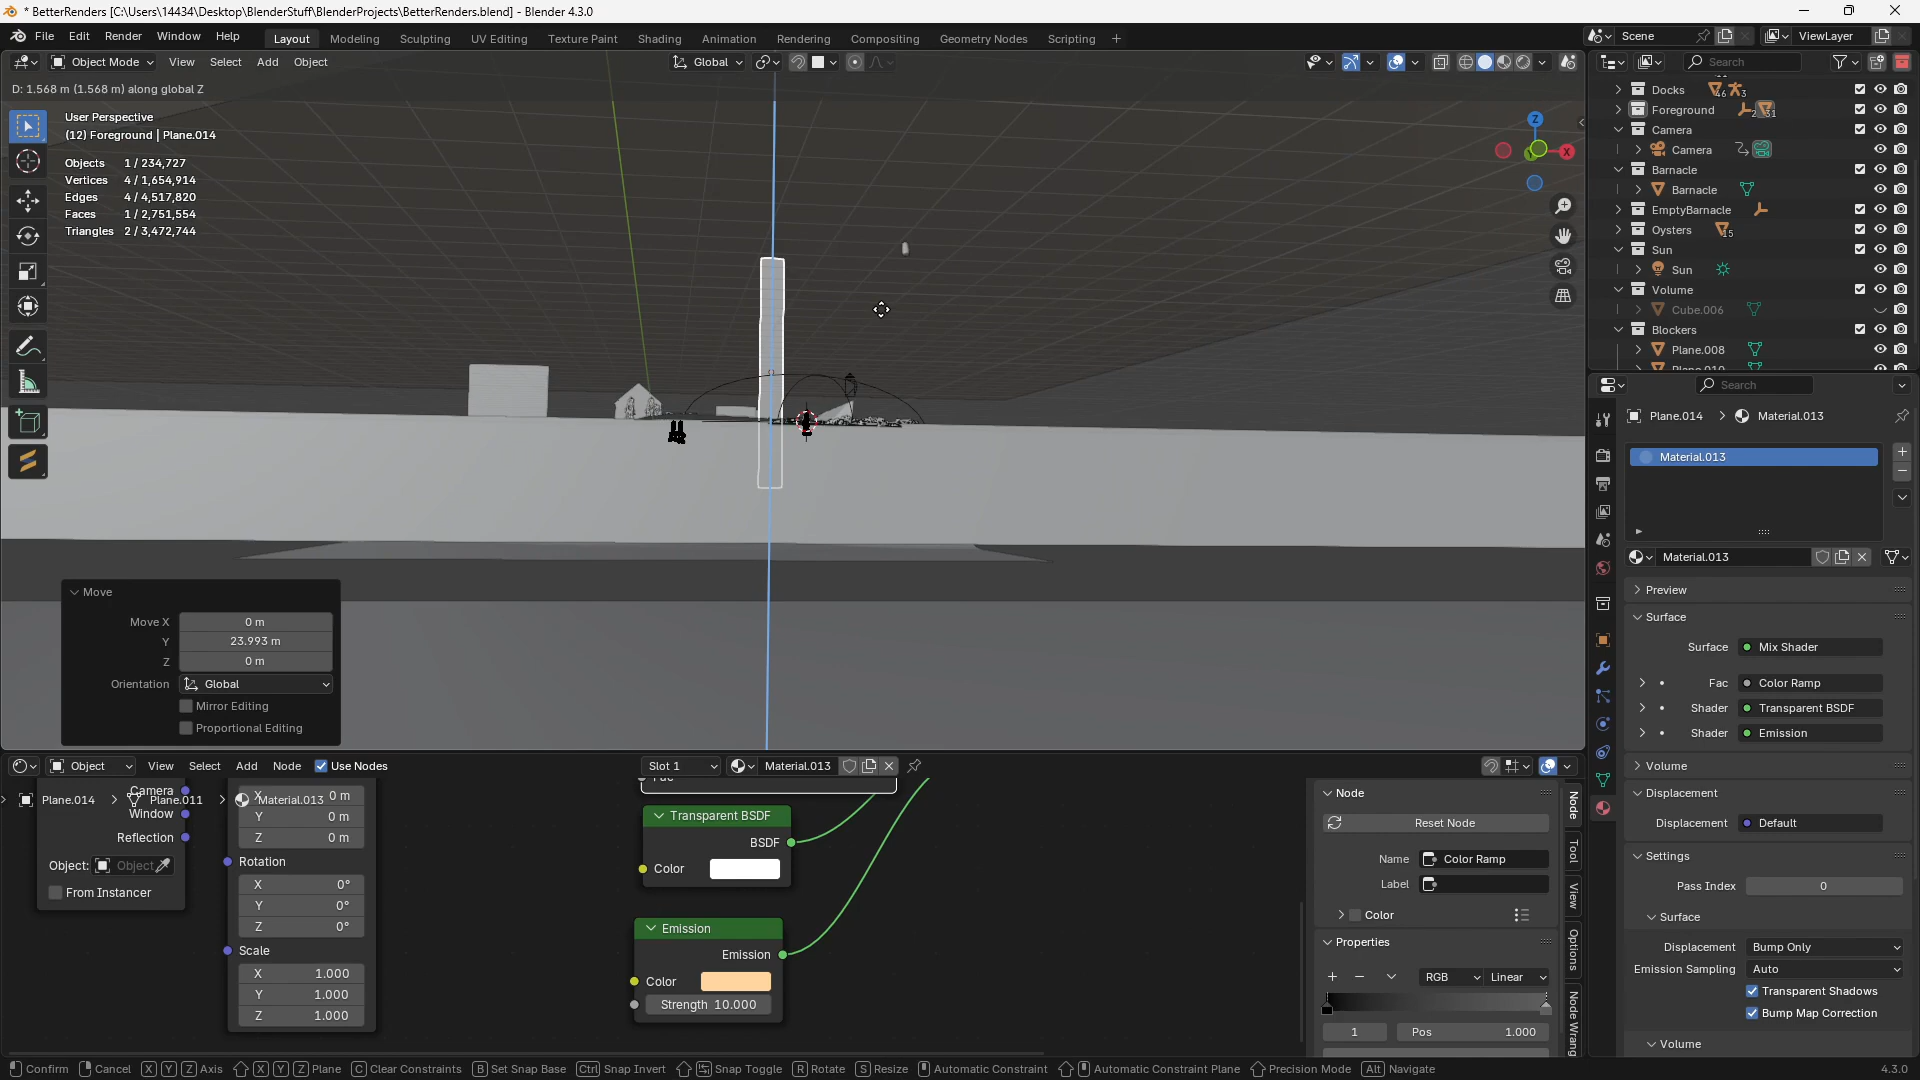 * BetterRenders [C:\Users\14434\Desktop\BlenderStuff\BlenderProjects\BetterRenders.blend] - Blender 4.3.0
File Edit Render Window Help Layout Modeling Sculpting UV Editing Texture Paint Shading Animation Rendering Compositing Geometry Nodes Scripting + Scene ViewLayer
Object Mode View Select Add Object Global Search
D: 1.568 m (1.568 m) along global Z
User Perspective
(12) Foreground | Plane.014
Objects 1 / 234,727
Vertices 4 / 1,654,914
Edges 4 / 4,517,820
Faces 1 / 2,751,554
Triangles 2 / 3,472,744
Z
X
Docks 46 3
Foreground 2 31
Camera
Camera
Barnacle
Barnacle
EmptyBarnacle
Oysters 15
Sun
Sun
Volume
Cube.006
Blockers
Plane.008
Search
Plane.014 > Material.013
Material.013
Material.013
Preview
Surface
Surface Mix Shader
Fac Color Ramp
Shader Transparent BSDF
Shader Emission
Volume
Displacement
Displacement Default
Settings
Pass Index 0
Surface
Displacement Bump Only
Emission Sampling Auto
Transparent Shadows
Bump Map Correction
Volume
Move
Move X 0 m
Y 23.993 m
Z 0 m
Orientation Global
Mirror Editing
Proportional Editing
Object View Select Add Node Use Nodes Slot 1 Material.013
Plane.014 > Plane.011 > Material.013
Camera
Window
Reflection
Object: Object
From Instancer
X 0 m
Y 0 m
Z 0 m
Rotation
X 0°
Y 0°
Z 0°
Scale
X 1.000
Y 1.000
Z 1.000
Fac
Transparent BSDF
BSDF
Color
Emission
Emission
Color
Strength 10.000
Node
Reset Node
Name Color Ramp
Label
Color
Properties
RGB Linear
1 Pos 1.000
Node
Tool
View
Options
Node Wrang
Confirm Cancel X Y Z Axis X Y Z Plane C Clear Constraints B Set Snap Base Ctrl Snap Invert Snap Toggle R Rotate S Resize Automatic Constraint Automatic Constraint Plane Precision Mode Alt Navigate 4.3.0